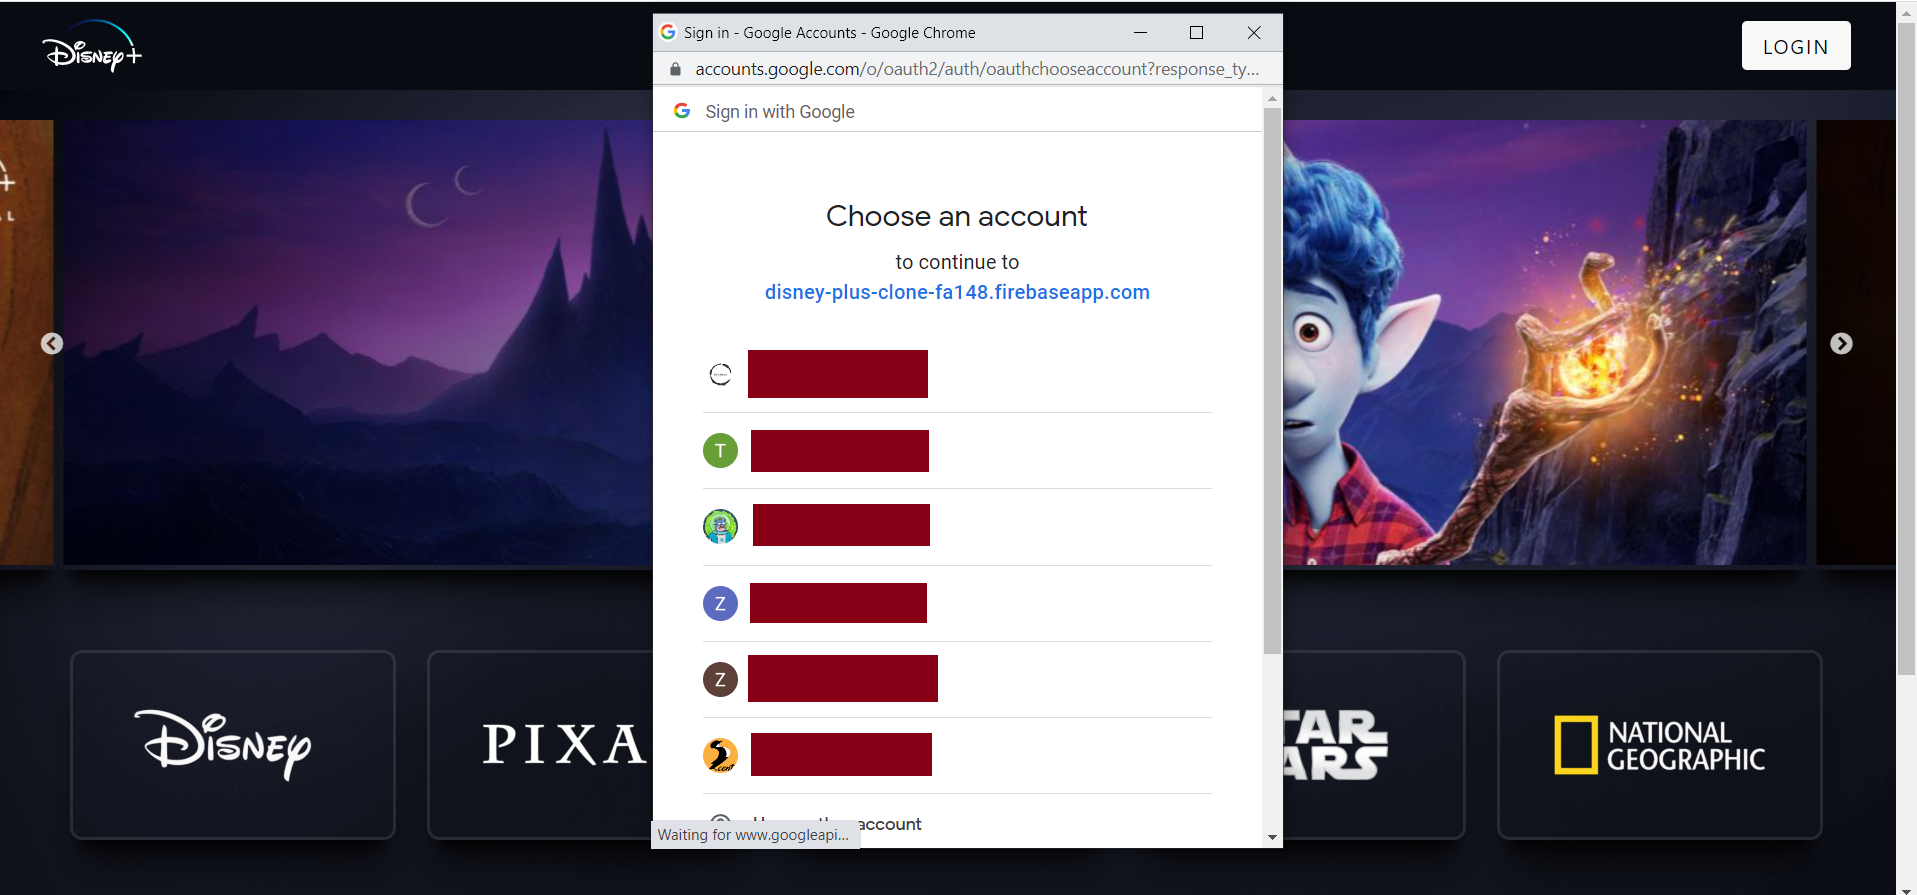 Disney+
LOGIN
Sign in - Google Accounts - Google Chrome
accounts.google.com/o/oauth2/auth/oauthchooseaccount?response_ty...
Sign in with Google
Choose an account
to continue to
disney-plus-clone-fa148.firebaseapp.com
T
Z
Z
account
Waiting for www.googleapi...
Disney
PIXA
TAR
ARS
NATIONAL
GEOGRAPHIC